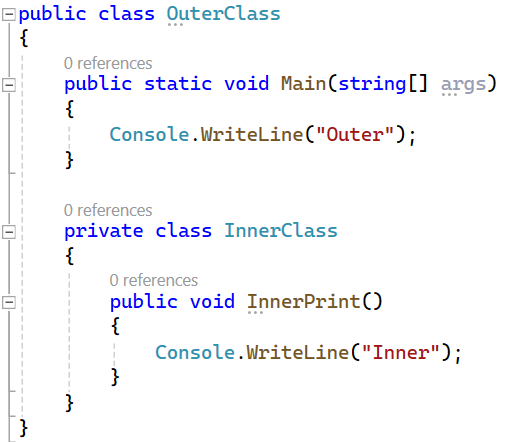 public class OuterClass
{
0 references
public static void Main(string[] args)
{
Console.WriteLine("Outer");
}
0 references
private class InnerClass
{
0 references
public void InnerPrint()
{
Console.WriteLine("Inner");
}
}
}